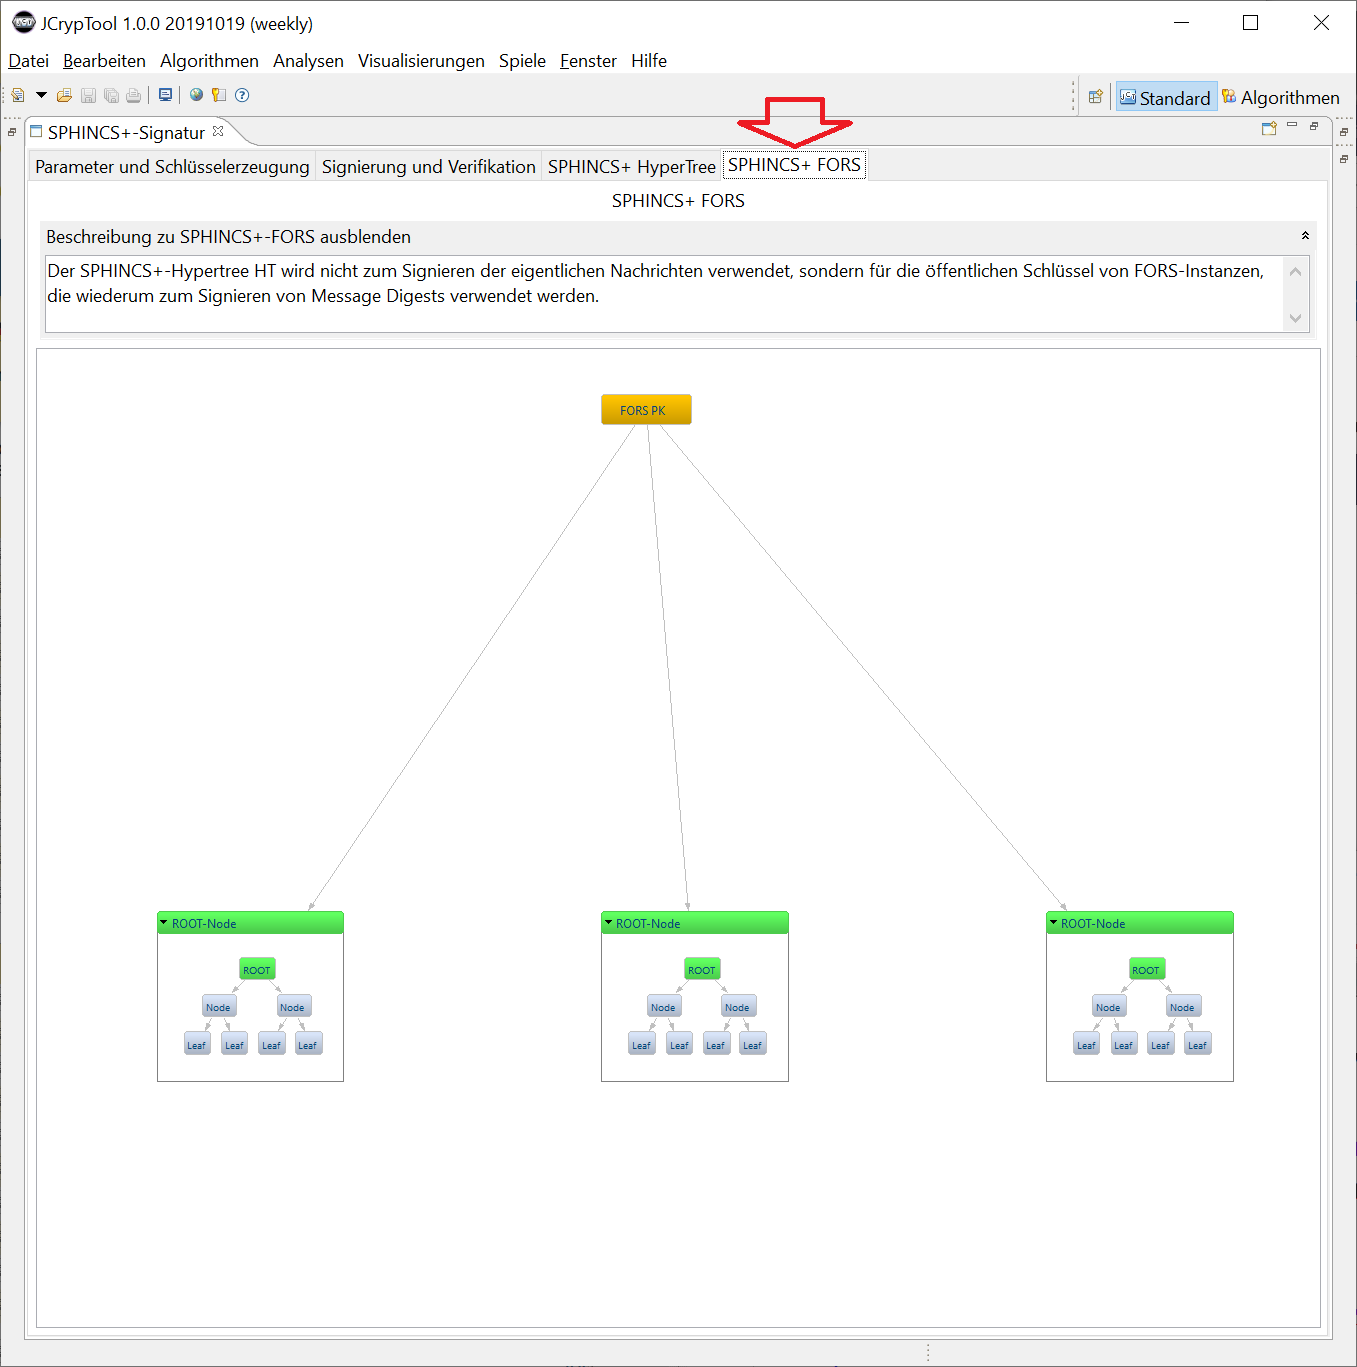 JCrypTool 1.0.0 20191019 (weekly)
Datei Bearbeiten Algorithmen Analysen Visualisierungen Spiele Fenster Hilfe
Standard Algorithmen
SPHINCS+-Signatur
Parameter und Schlüsselerzeugung Signierung und Verifikation SPHINCS+ HyperTree SPHINCS+ FORS
SPHINCS+ FORS
Beschreibung zu SPHINCS+-FORS ausblenden
Der SPHINCS+-Hypertree HT wird nicht zum Signieren der eigentlichen Nachrichten verwendet, sondern für die öffentlichen Schlüssel von FORS-Instanzen,
die wiederum zum Signieren von Message Digests verwendet werden.
FORS PK
ROOT-Node ROOT-Node ROOT-Node
ROOT ROOT ROOT
Node Node Node Node Node Node
Leaf Leaf Leaf Leaf Leaf Leaf Leaf Leaf Leaf Leaf Leaf Leaf